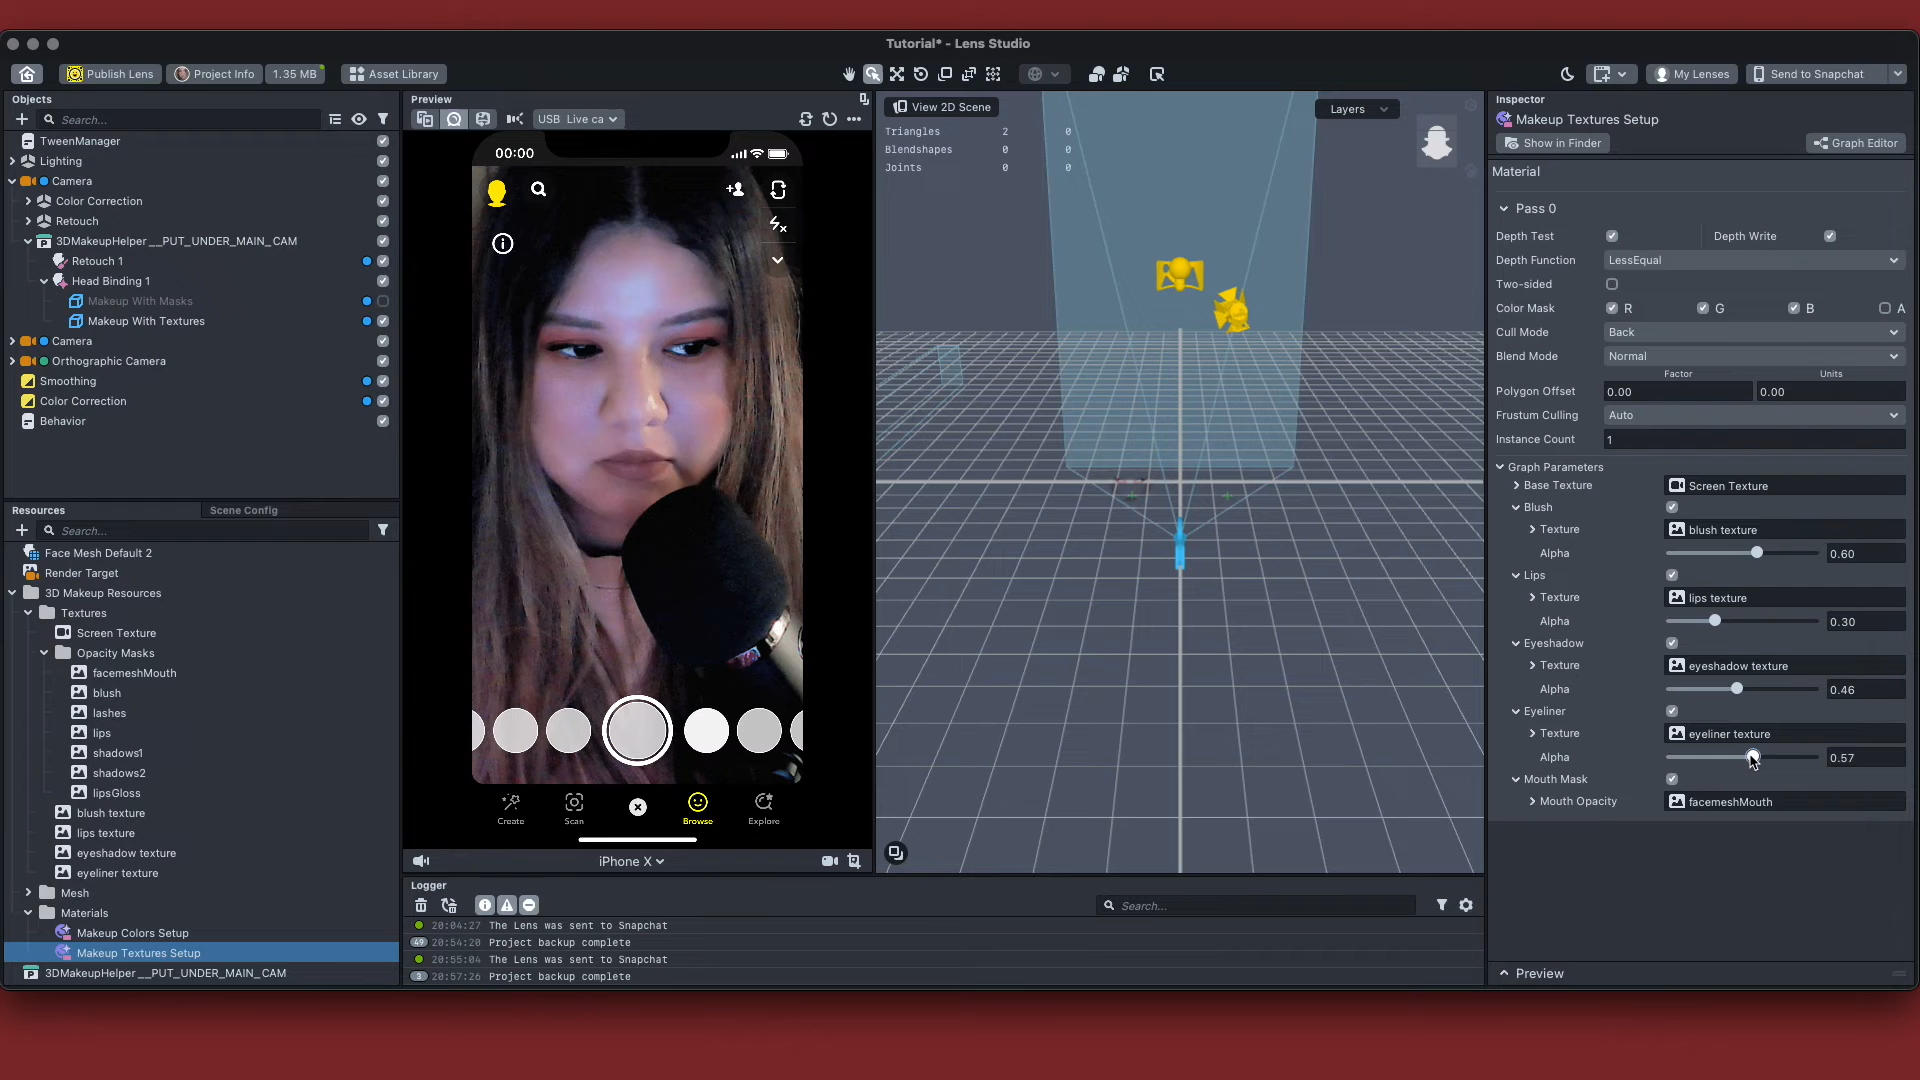 Tutorial* - Lens Studio
Publish Lens
Project Info
1.35 MB
Asset Library
My Lenses
Send to Snapchat
Objects
Search...
TweenManager
Lighting
Camera
Color Correction
Retouch
3DMakeupHelper__PUT_UNDER_MAIN_CAM
Retouch 1
Head Binding 1
Makeup With Masks
Makeup With Textures
Camera
Orthographic Camera
Smoothing
Color Correction
Behavior
Resources
Scene Config
Search...
Face Mesh Default 2
Render Target
3D Makeup Resources
Textures
Screen Texture
Opacity Masks
facemeshMouth
blush
lashes
lips
shadows1
shadows2
lipsGloss
blush texture
lips texture
eyeshadow texture
eyeliner texture
Mesh
Materials
Makeup Colors Setup
Makeup Textures Setup
3DMakeupHelper__PUT_UNDER_MAIN_CAM
Preview
USB Live ca
00:00
Create
Scan
Browse
Explore
iPhone X
View 2D Scene
Layers
Triangles 2 0
Blendshapes 0 0
Joints 0 0
Logger
Search...
20:04:27 The Lens was sent to Snapchat
49 20:54:20 Project backup complete
20:55:04 The Lens was sent to Snapchat
3 20:57:26 Project backup complete
Inspector
Makeup Textures Setup
Show in Finder
Graph Editor
Material
Pass 0
Depth Test
Depth Write
Depth Function LessEqual
Two-sided
Color Mask R G B A
Cull Mode Back
Blend Mode Normal
Factor Units
Polygon Offset 0.00 0.00
Frustum Culling Auto
Instance Count 1
Graph Parameters
Base Texture Screen Texture
Blush
Texture blush texture
Alpha 0.60
Lips
Texture lips texture
Alpha 0.30
Eyeshadow
Texture eyeshadow texture
Alpha 0.46
Eyeliner
Texture eyeliner texture
Alpha 0.57
Mouth Mask
Mouth Opacity facemeshMouth
Preview